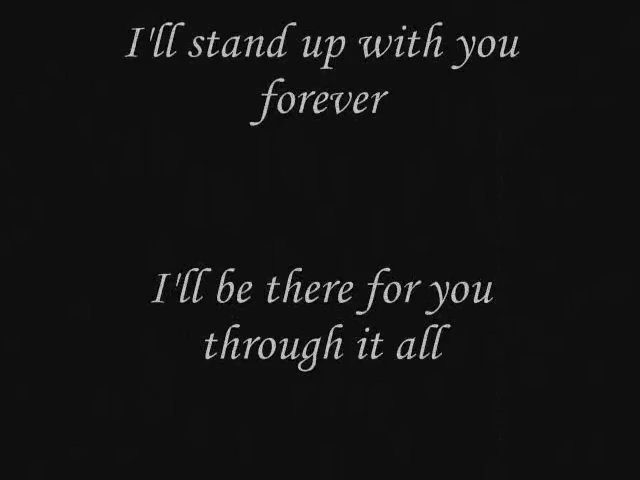 I'll stand up with you
forever
I'll be there for you
through it all